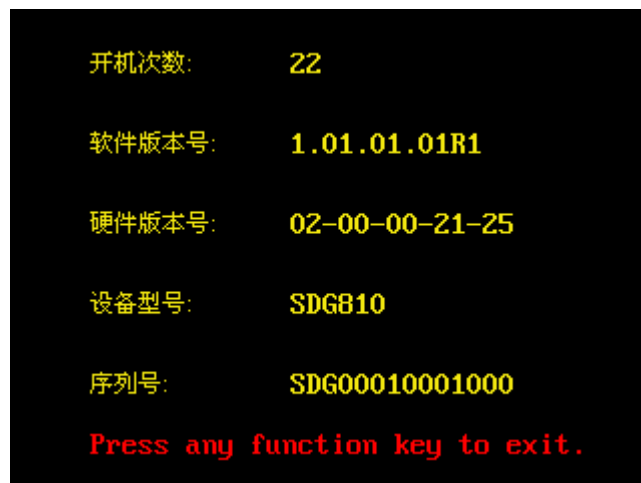 开机次数: 22
软件版本号: 1.01.01.01R1
硬件版本号: 02-00-00-21-25
设备型号: SDG810
序列号: SDG00010001000
Press any function key to exit.